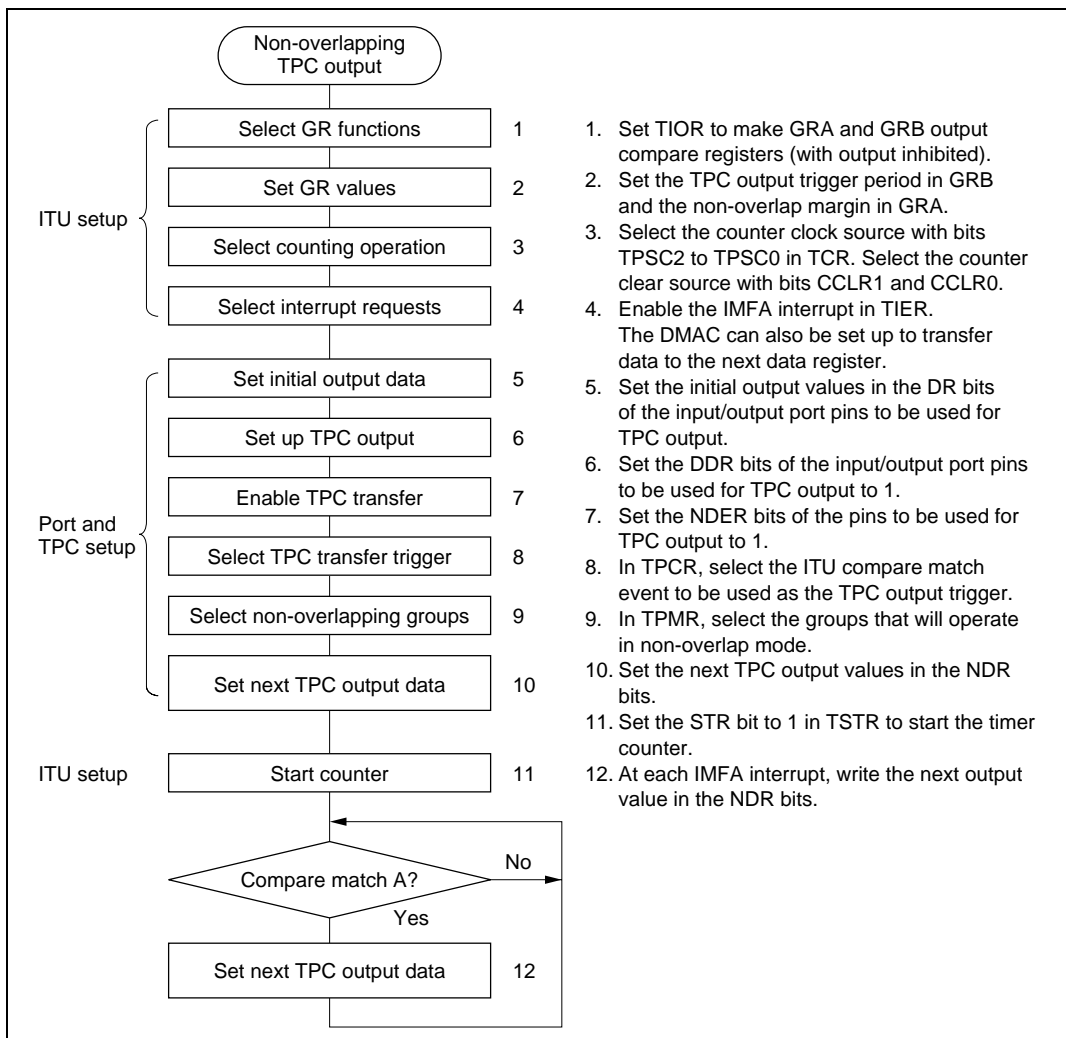 Non-overlapping
TPC output
ITU setup
Select GR functions 1
Set GR values 2
Select counting operation 3
Select interrupt requests 4
Port and
TPC setup
Set initial output data 5
Set up TPC output 6
Enable TPC transfer 7
Select TPC transfer trigger 8
Select non-overlapping groups 9
Set next TPC output data 10
ITU setup
Start counter 11
Compare match A?
No
Yes
Set next TPC output data 12
1. Set TIOR to make GRA and GRB output
compare registers (with output inhibited).
2. Set the TPC output trigger period in GRB
and the non-overlap margin in GRA.
3. Select the counter clock source with bits
TPSC2 to TPSC0 in TCR. Select the counter
clear source with bits CCLR1 and CCLR0.
4. Enable the IMFA interrupt in TIER.
The DMAC can also be set up to transfer
data to the next data register.
5. Set the initial output values in the DR bits
of the input/output port pins to be used for
TPC output.
6. Set the DDR bits of the input/output port pins
to be used for TPC output to 1.
7. Set the NDER bits of the pins to be used for
TPC output to 1.
8. In TPCR, select the ITU compare match
event to be used as the TPC output trigger.
9. In TPMR, select the groups that will operate
in non-overlap mode.
10. Set the next TPC output values in the NDR
bits.
11. Set the STR bit to 1 in TSTR to start the timer
counter.
12. At each IMFA interrupt, write the next output
value in the NDR bits.